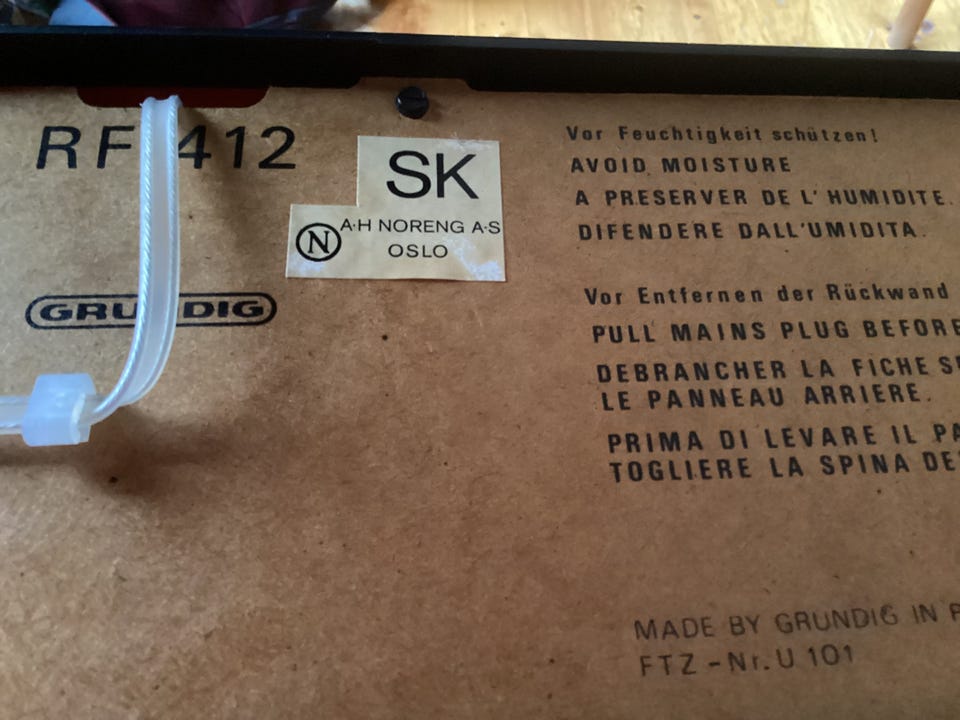 RF 412
SK
N A·H NORENG A·S
OSLO
GRUNDIG
Vor Feuchtigkeit schützen!
AVOID MOISTURE
A PRESERVER DE L'HUMIDITE.
DIFENDERE DALL'UMIDITA.
Vor Entfernen der Rückwand
PULL MAINS PLUG BEFORE
DEBRANCHER LA FICHE
LE PANNEAU ARRIERE.
PRIMA DI LEVARE IL
TOGLIERE LA SPINA
MADE BY GRUNDIG IN
FTZ-Nr. U 101